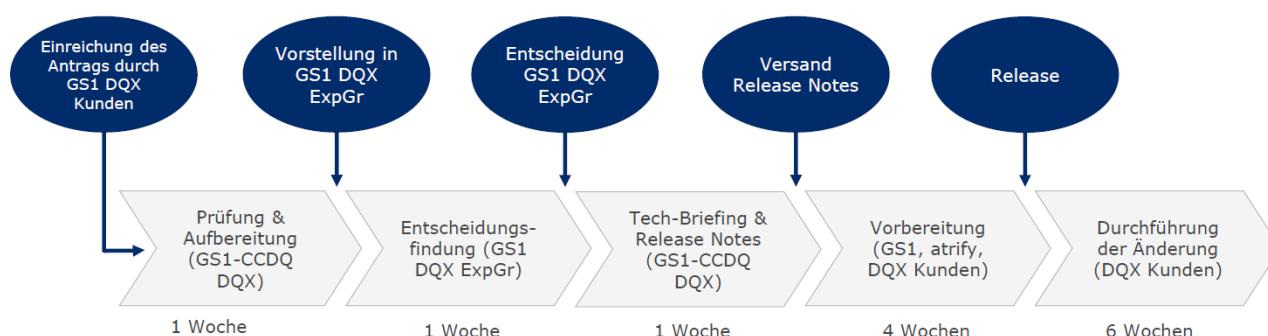 Einreichung des
Antrags durch
GS1 DQX
Kunden
Vorstellung in
GS1 DQX
ExpGr
Entscheidung
GS1 DQX
ExpGr
Versand
Release Notes
Release
Prüfung &
Aufbereitung
(GS1-CCDQ
DQX)
Entscheidungs-
findung (GS1
DQX ExpGr)
Tech-Briefing &
Release Notes
(GS1-CCDQ
DQX)
Vorbereitung
(GS1, atrify,
DQX Kunden)
Durchführung
der Änderung
(DQX Kunden)
1 Woche
1 Woche
1 Woche
4 Wochen
6 Wochen